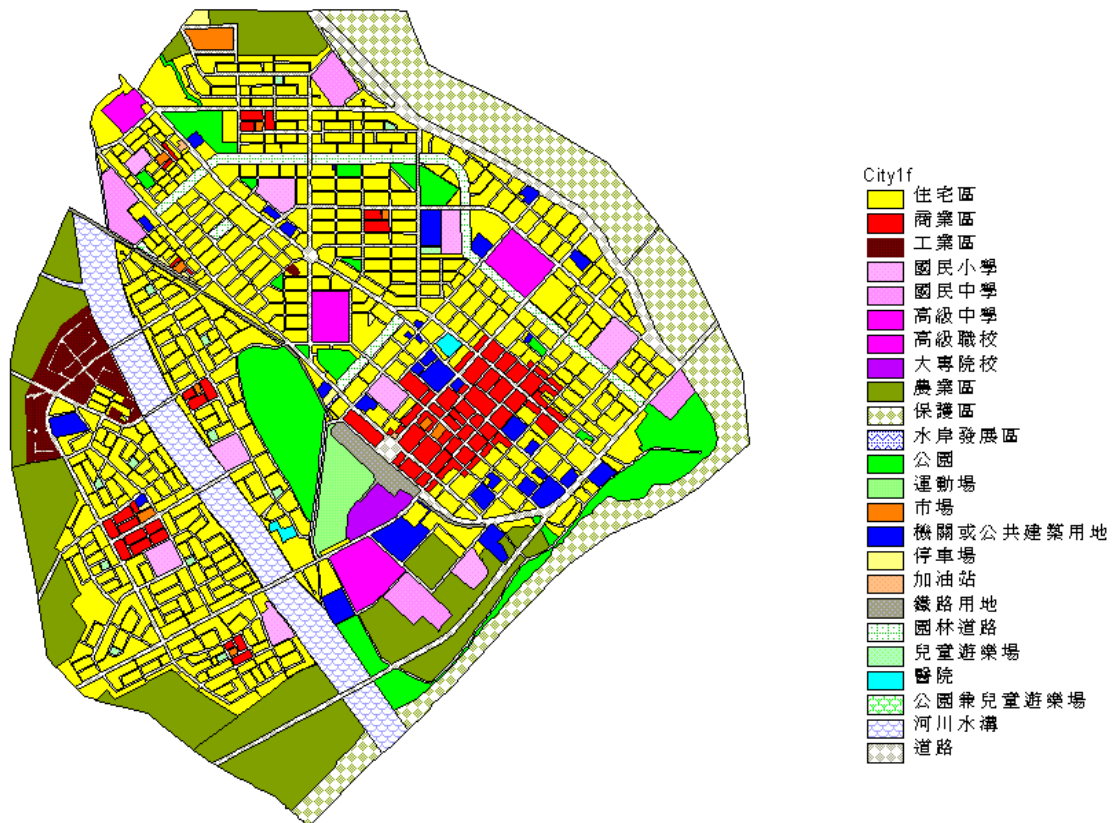 City1f
住宅區
商業區
工業區
國民小學
國民中學
高級中學
高級職校
大專院校
農業區
保護區
水岸發展區
公園
運動場
市場
機關或公共建築用地
停車場
加油站
鐵路用地
園林道路
兒童遊樂場
醫院
公園兼兒童遊樂場
河川水溝
道路